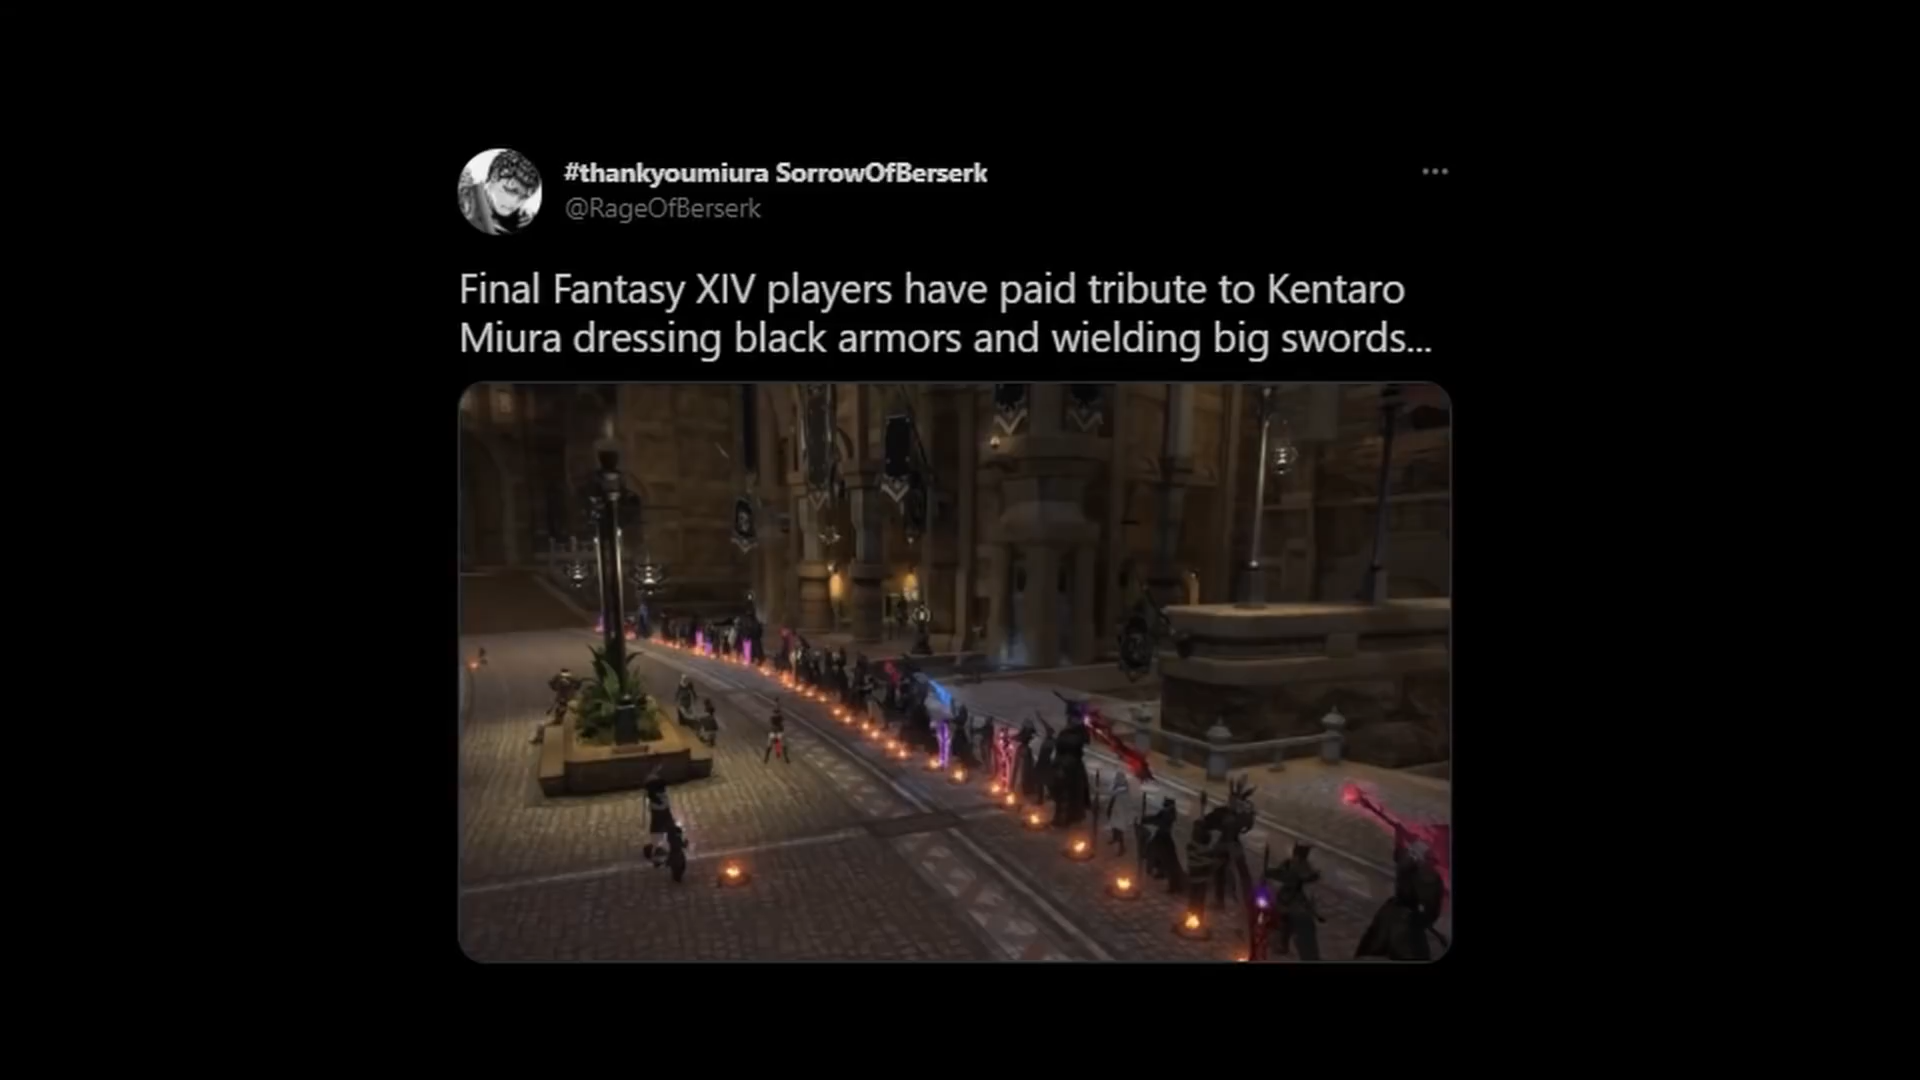 #thankyoumiura SorrowOfBerserk
@RageOfBerserk
Final Fantasy XIV players have paid tribute to Kentaro
Miura dressing black armors and wielding big swords...